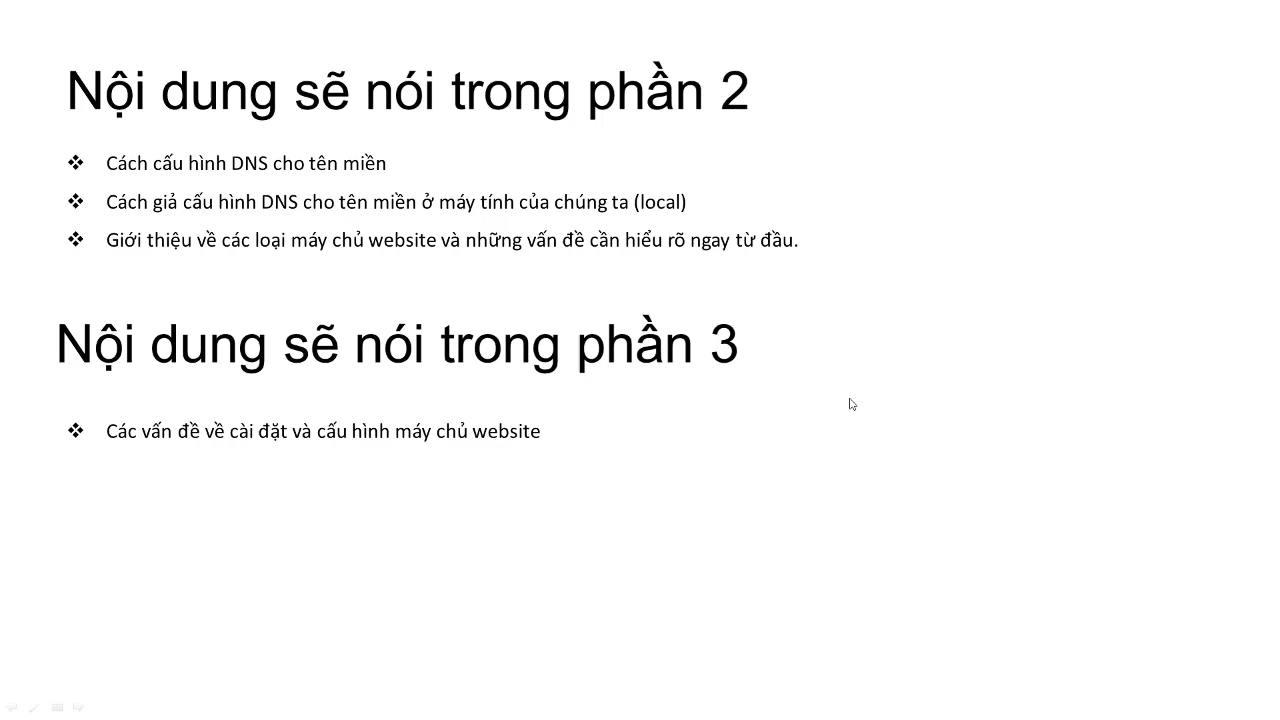 Nội dung sẽ nói trong phần 2
❖ Cách cấu hình DNS cho tên miền
❖ Cách giả cấu hình DNS cho tên miền ở máy tính của chúng ta (local)
❖ Giới thiệu về các loại máy chủ website và những vấn đề cần hiểu rõ ngay từ đầu.
Nội dung sẽ nói trong phần 3
❖ Các vấn đề về cài đặt và cấu hình máy chủ website